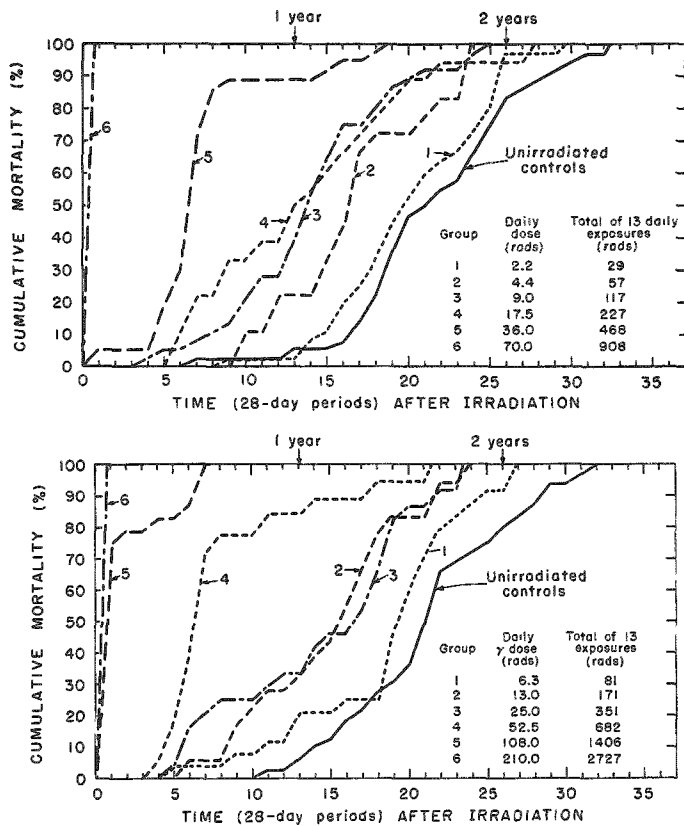 1 year
2 years
CUMULATIVE MORTALITY (%)
100
90
80
70
60
50
40
30
20
10
0
6
5
4
3
2
1
Unirradiated
controls
Group Daily dose (rads) Total of 13 daily exposures (rads)
1 2.2 29
2 4.4 57
3 9.0 117
4 17.5 227
5 36.0 468
6 70.0 908
0 5 10 15 20 25 30 35
TIME (28-day periods) AFTER IRRADIATION
1 year
2 years
CUMULATIVE MORTALITY (%)
100
90
80
70
60
50
40
30
20
10
0
6
5
4
2
3
1
Unirradiated
controls
Group Daily γ dose (rads) Total of 13 exposures (rads)
1 6.3 81
2 13.0 171
3 25.0 351
4 52.5 682
5 108.0 1406
6 210.0 2727
0 5 10 15 20 25 30 35
TIME (28-day periods) AFTER IRRADIATION